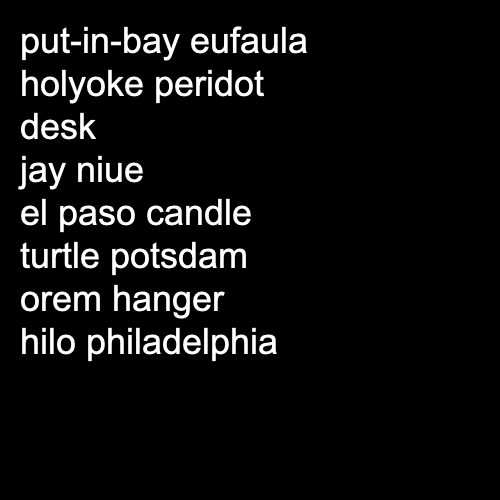 put-in-bay eufaula
holyoke peridot
desk
jay niue
el paso candle
turtle potsdam
orem hanger
hilo philadelphia